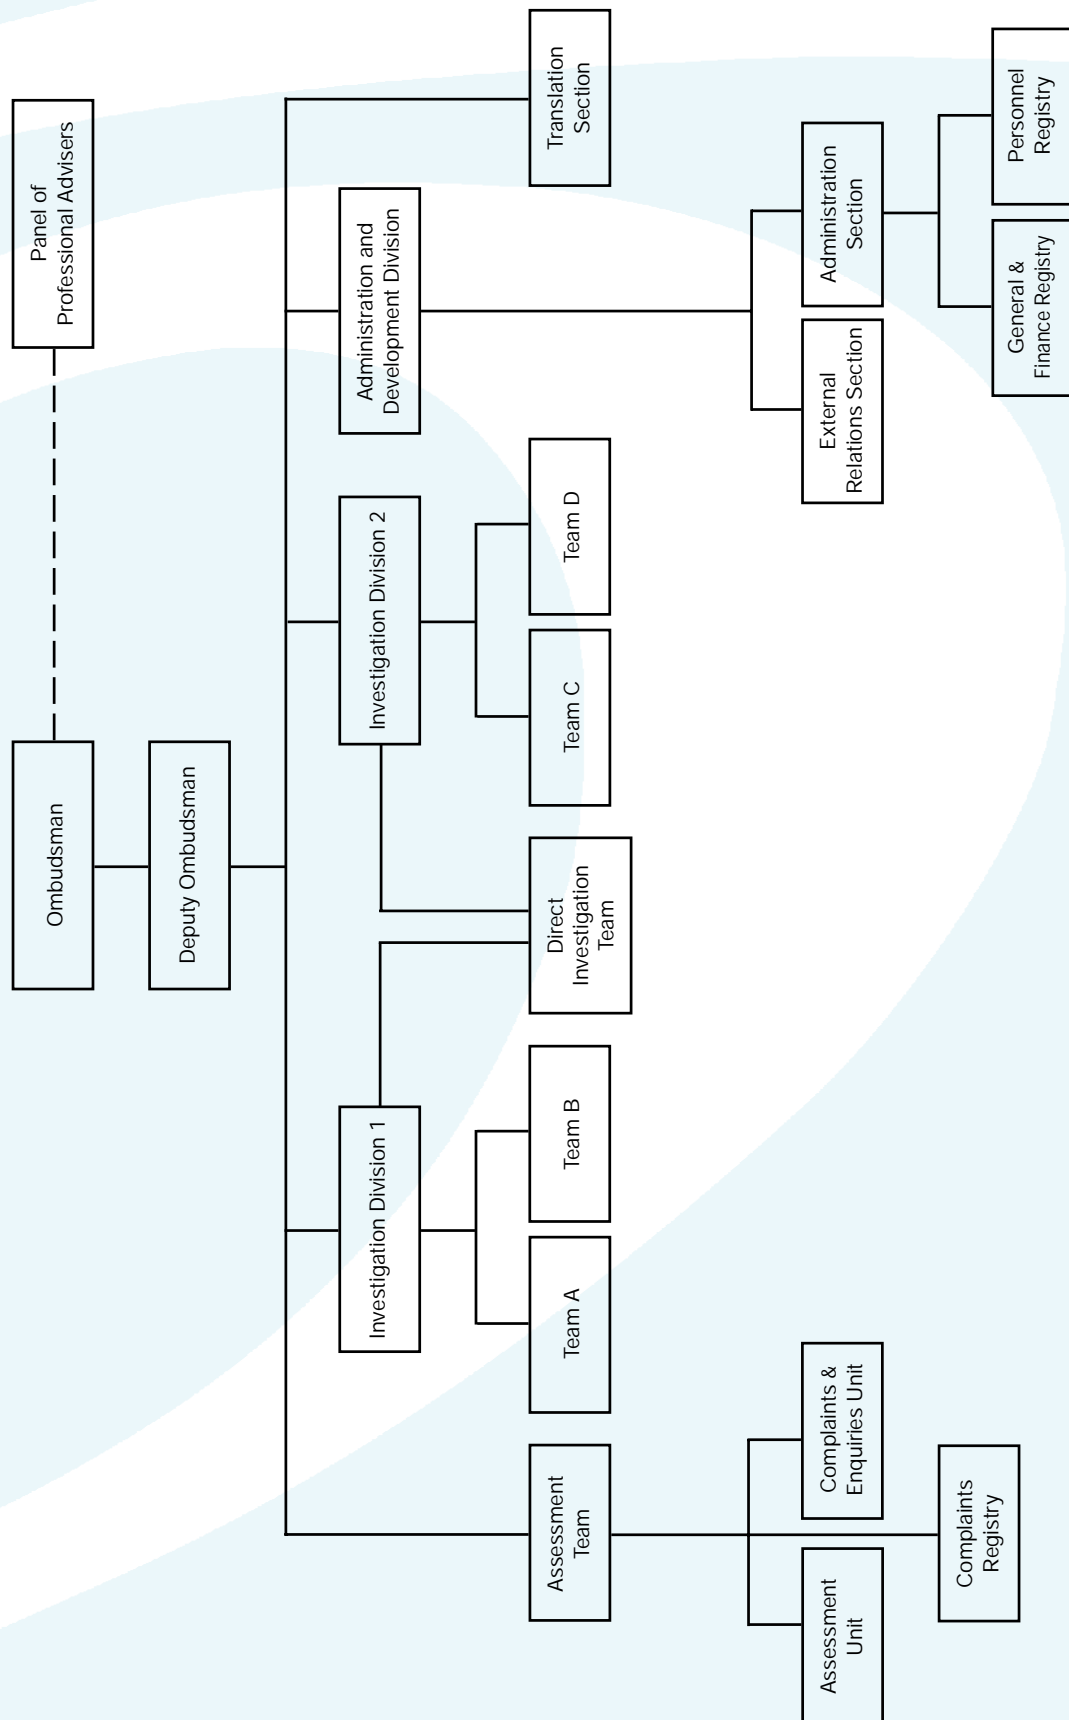 Ombudsman
Panel of
Professional Advisers
Deputy Ombudsman
Investigation Division 1
Investigation Division 2
Administration and
Development Division
Assessment
Team
Team A
Team B
Direct
Investigation
Team
Team C
Team D
Translation
Section
Assessment
Unit
Complaints &
Enquiries Unit
External
Relations Section
Administration
Section
Complaints
Registry
General &
Finance Registry
Personnel
Registry